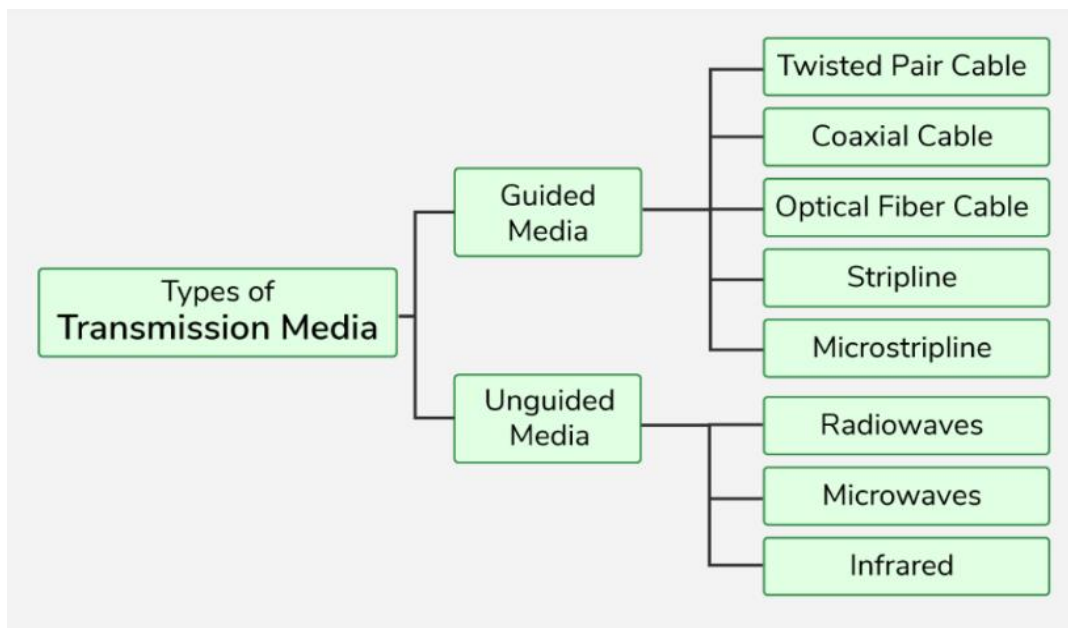 Types of
Transmission Media
Guided
Media
Twisted Pair Cable
Coaxial Cable
Optical Fiber Cable
Stripline
Microstripline
Unguided
Media
Radiowaves
Microwaves
Infrared